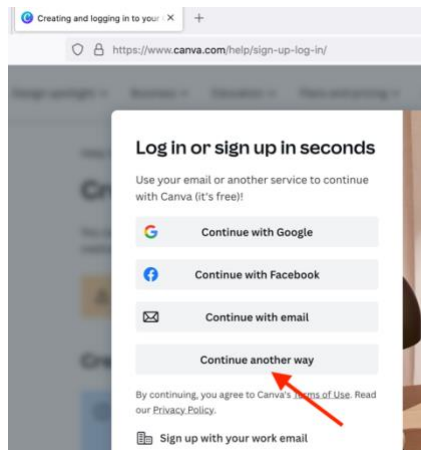 Creating and logging in to your
https://www.canva.com/help/sign-up-log-in/
Log in or sign up in seconds
Use your email or another service to continue
with Canva (it's free)!
Continue with Google
Continue with Facebook
Continue with email
Continue another way
By continuing, you agree to Canva's Terms of Use. Read
our Privacy Policy.
Sign up with your work email